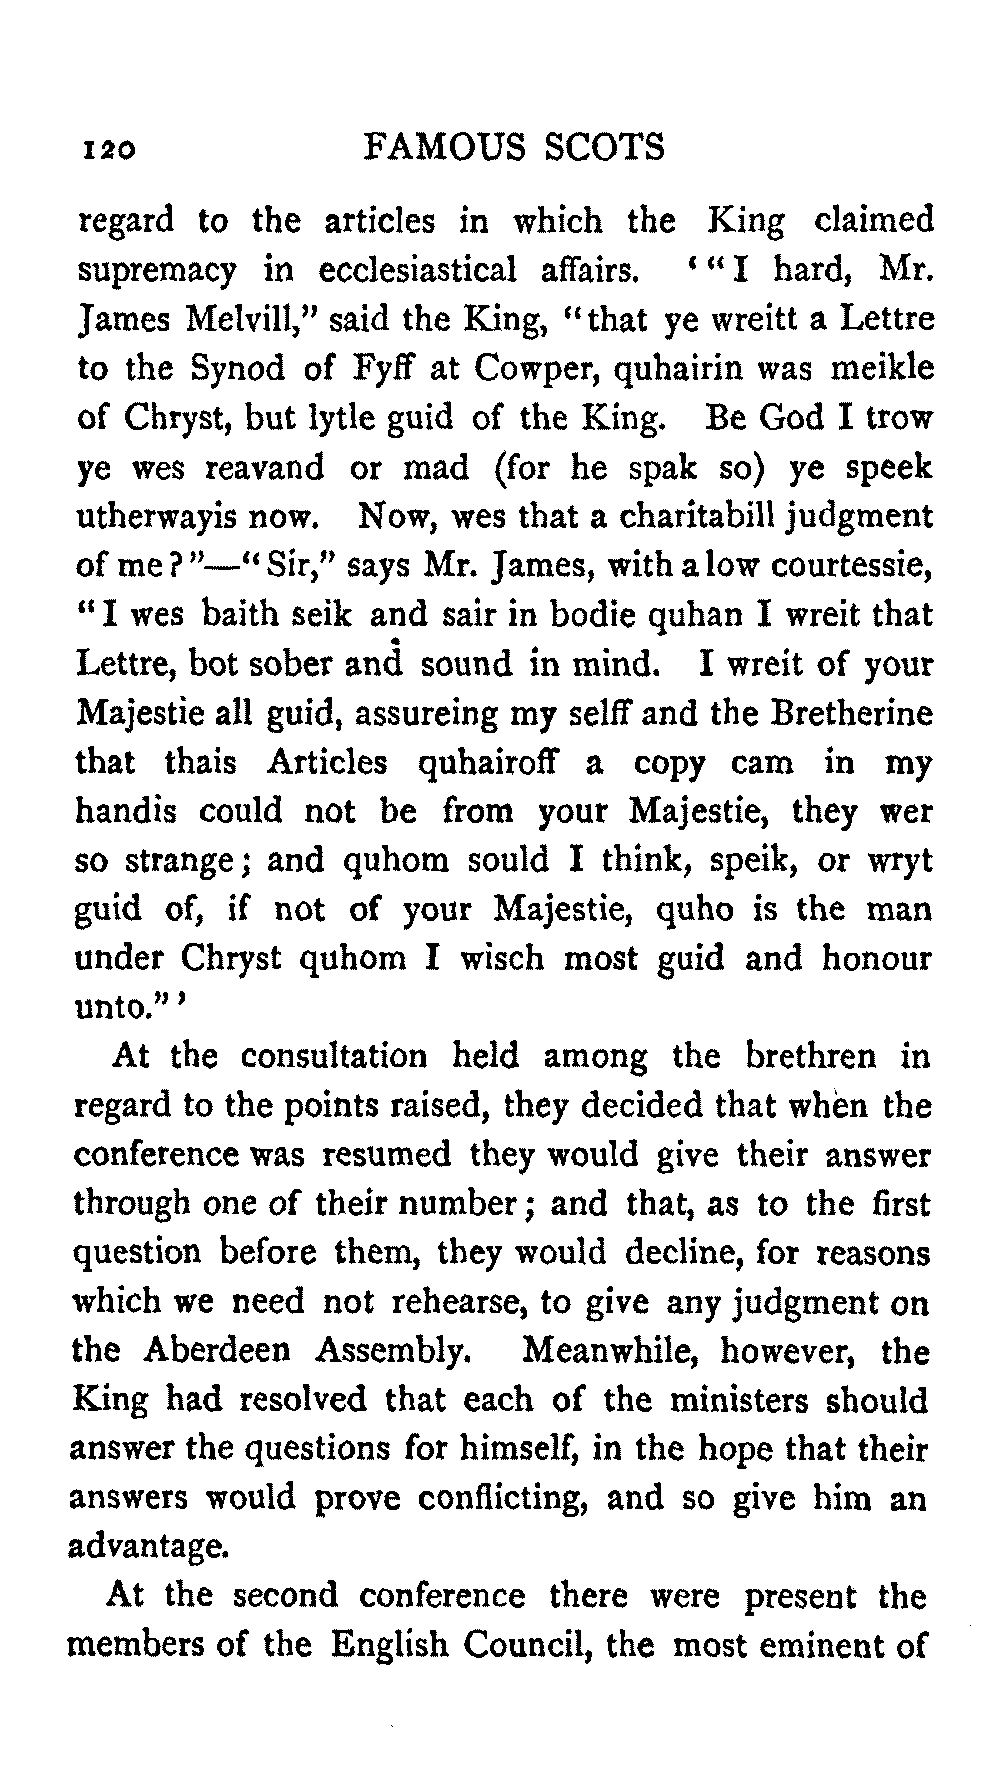 120 FAMOUS SCOTS
regard to the articles in which the King claimed
supremacy in ecclesiastical affairs. ‘“I hard, Mr.
James Melvill,” said the King, “that ye wreitt a Lettre
to the Synod of Fyff at Cowper, quhairin was meikle
of Chryst, but lytle guid of the King. Be God I trow
ye wes reavand or mad (for he spak so) ye speek
utherwayis now. Now, wes that a charitabill judgment
of me?”—“Sir,” says Mr. James, with a low courtessie,
“I wes baith seik and sair in bodie quhan I wreit that
Lettre, bot sober and sound in mind. I wreit of your
Majestie all guid, assureing my selff and the Bretherine
that thais Articles quhairoff a copy cam in my
handis could not be from your Majestie, they wer
so strange; and quhom sould I think, speik, or wryt
guid of, if not of your Majestie, quho is the man
under Chryst quhom I wisch most guid and honour
unto.”’
At the consultation held among the brethren in
regard to the points raised, they decided that when the
conference was resumed they would give their answer
through one of their number; and that, as to the first
question before them, they would decline, for reasons
which we need not rehearse, to give any judgment on
the Aberdeen Assembly. Meanwhile, however, the
King had resolved that each of the ministers should
answer the questions for himself, in the hope that their
answers would prove conflicting, and so give him an
advantage.
At the second conference there were present the
members of the English Council, the most eminent of